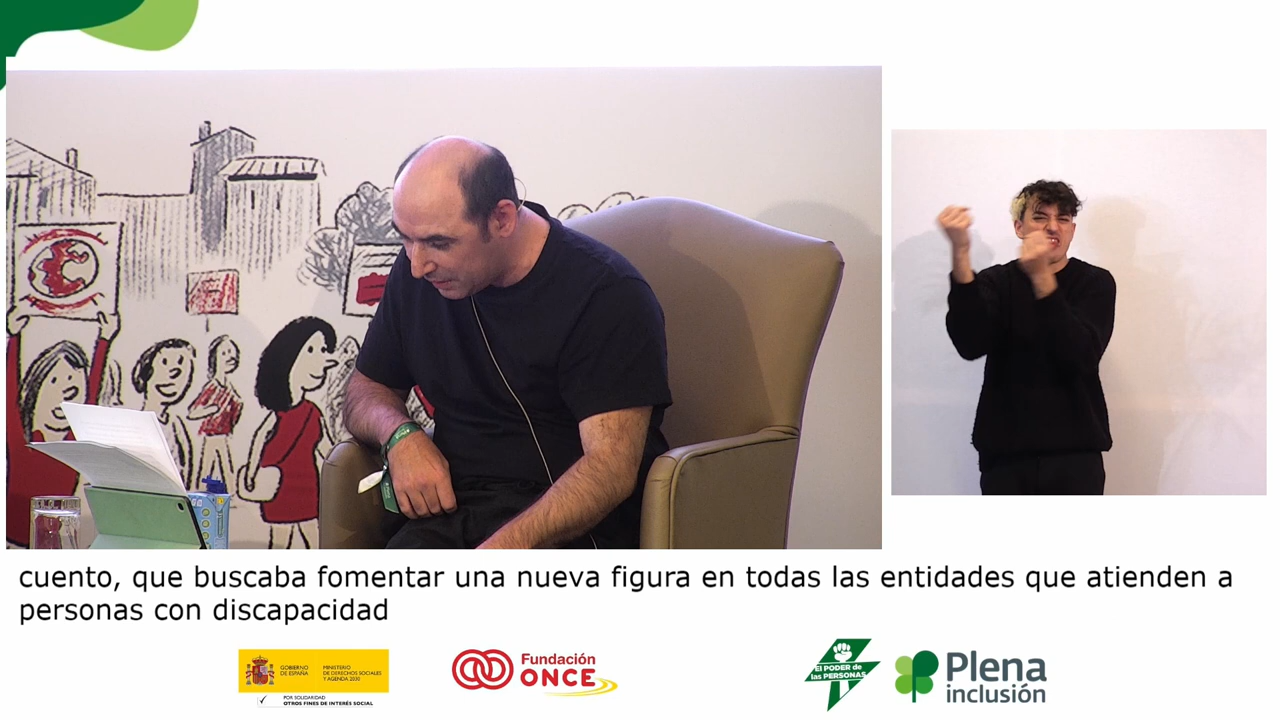 cuento, que buscaba fomentar una nueva figura en todas las entidades que atienden a
personas con discapacidad
GOBIERNO
DE ESPAÑA
MINISTERIO
DE DERECHOS SOCIALES
Y AGENDA 2030
POR SOLIDARIDAD
OTROS FINES DE INTERÉS SOCIAL
Fundación
ONCE
EL PODER de
las PERSONAS
Plena
inclusión